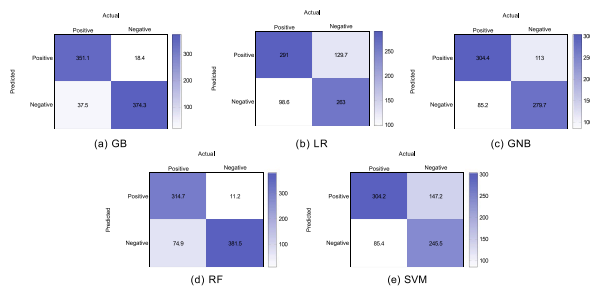 Actual
Positive Negative
Predicted
Positive 351.1 18.4
Negative 37.5 374.3
300
200
100
(a) GB
Actual
Positive Negative
Predicted
Positive 291 129.7
Negative 98.6 263
250
200
150
100
(b) LR
Actual
Positive Negative
Predicted
Positive 304.4 113
Negative 85.2 279.7
(c) GNB
Actual
Positive Negative
Predicted
Positive 314.7 11.2
Negative 74.9 381.5
300
200
100
(d) RF
Actual
Positive Negative
Predicted
Positive 304.2 147.2
Negative 85.4 245.5
300
250
200
150
100
(e) SVM